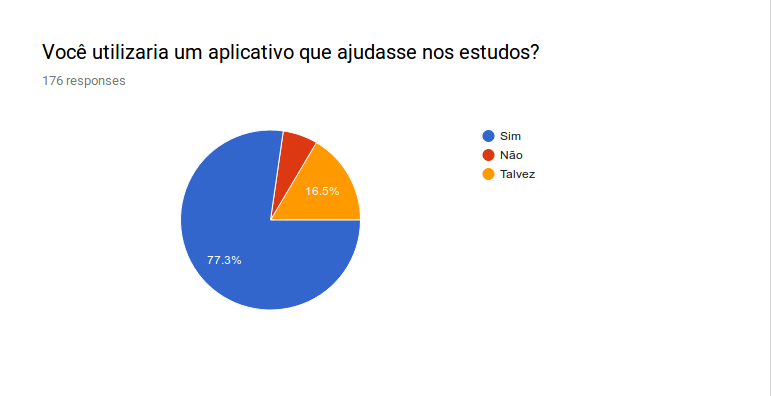 Você utilizaria um aplicativo que ajudasse nos estudos?
176 responses
Sim
Não
Talvez
16.5%
77.3%